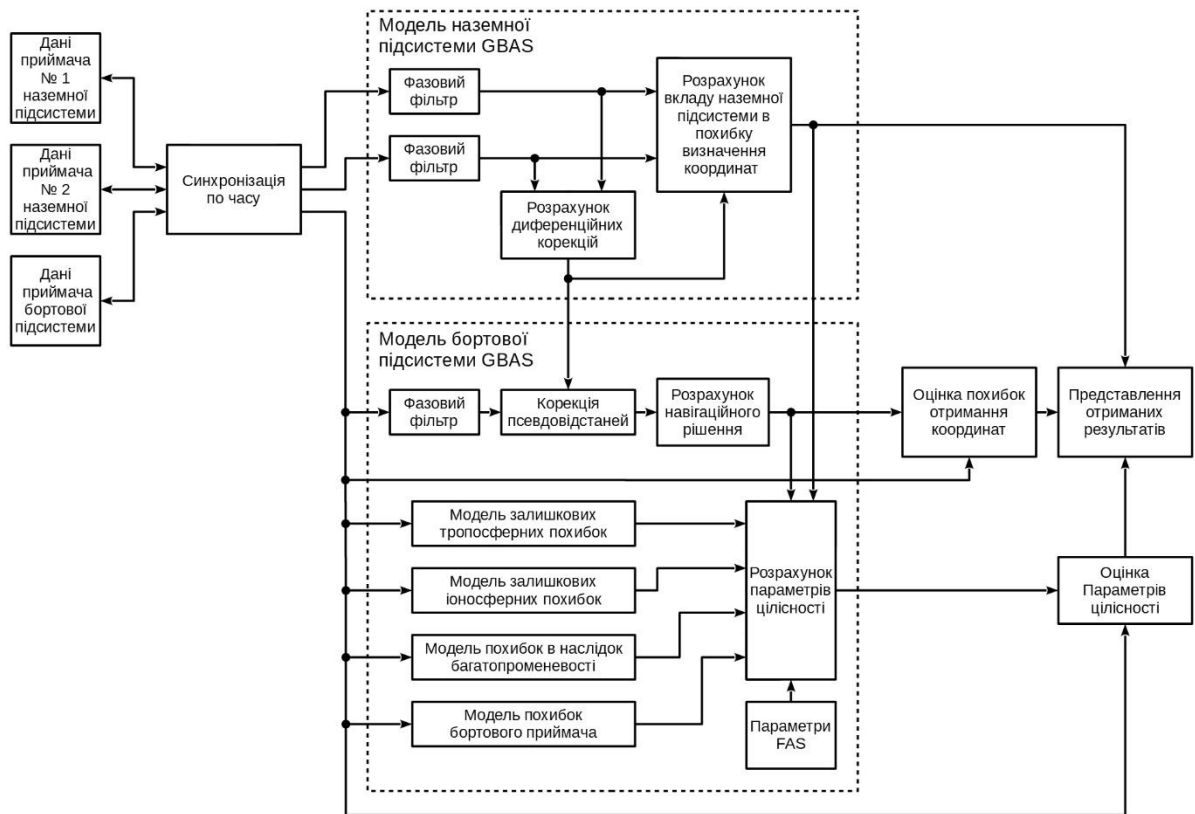 Модель наземної
підсистеми GBAS
Дані
приймача
№ 1
наземної
підсистеми
Дані
приймача
№ 2
наземної
підсистеми
Дані
приймача
бортової
підсистеми
Синхронізація
по часу
Фазовий
фільтр
Фазовий
фільтр
Розрахунок
диференційних
корекцій
Розрахунок
вкладу наземної
підсистеми в
похибку
визначення
координат
Модель бортової
підсистеми GBAS
Фазовий
фільтр
Корекція
псевдовідстаней
Розрахунок
навігаційного
рішення
Оцінка похибок
отримання
координат
Представлення
отриманих
результатів
Модель залишкових
тропосферних похибок
Модель залишкових
іоносферних похибок
Модель похибок в наслідок
багатопроменевості
Модель похибок
бортового приймача
Розрахунок
параметрів
цілісності
Параметри
FAS
Оцінка
Параметрів
цілісності